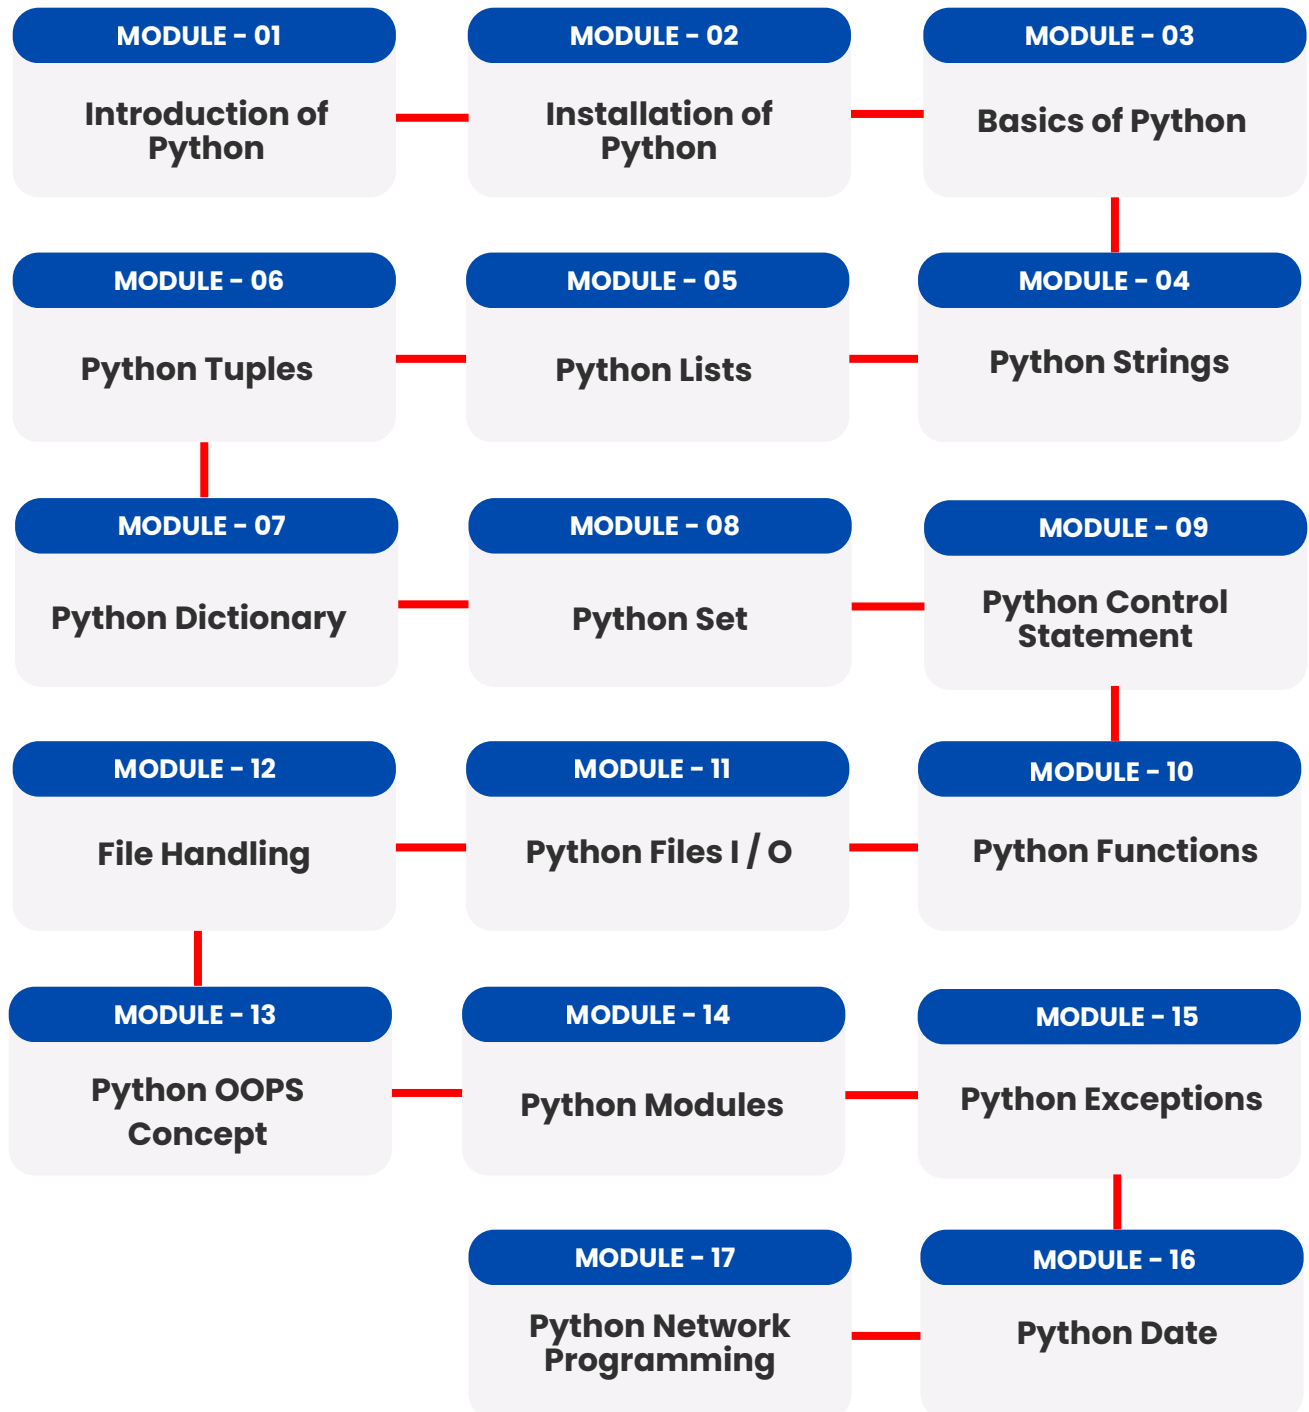 MODULE - 01
Introduction of
Python
MODULE - 02
Installation of
Python
MODULE - 03
Basics of Python
MODULE - 06
Python Tuples
MODULE - 05
Python Lists
MODULE - 04
Python Strings
MODULE - 07
Python Dictionary
MODULE - 08
Python Set
MODULE - 09
Python Control
Statement
MODULE - 12
File Handling
MODULE - 11
Python Files I / O
MODULE - 10
Python Functions
MODULE - 13
Python OOPS
Concept
MODULE - 14
Python Modules
MODULE - 15
Python Exceptions
MODULE - 17
Python Network
Programming
MODULE - 16
Python Date